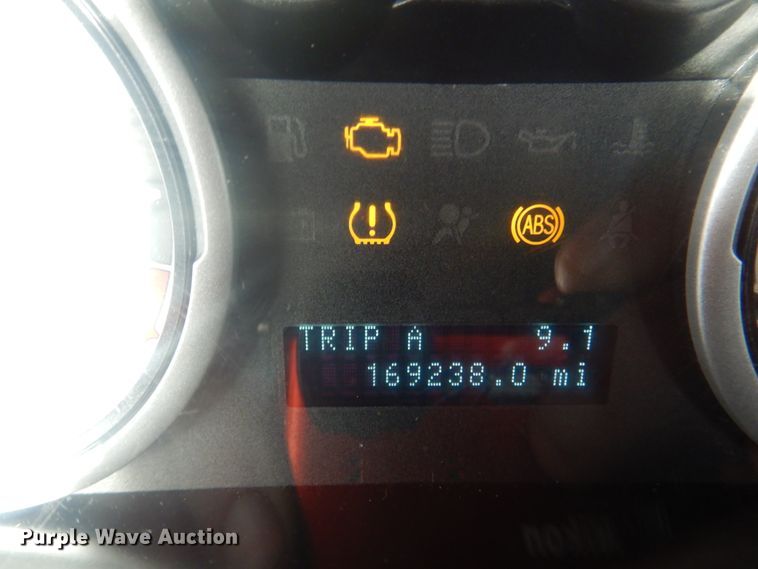 ABS
TRIP A 9.1
169238.0 mi
Purple Wave Auction